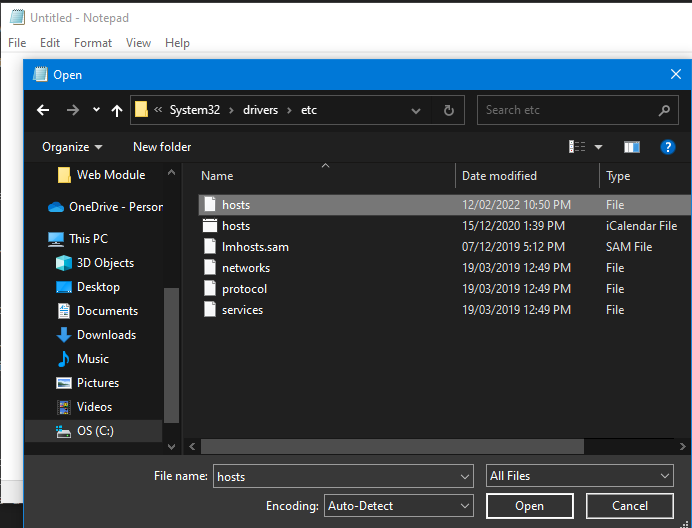 Untitled - Notepad
File Edit Format View Help
Open
« System32 › drivers › etc
Search etc
Organize New folder
Name Date modified Type
Web Module
OneDrive - Person
This PC
3D Objects
Desktop
Documents
Downloads
Music
Pictures
Videos
OS (C:)
hosts 12/02/2022 10:50 PM File
hosts 15/12/2020 1:39 PM iCalendar File
lmhosts.sam 07/12/2019 5:12 PM SAM File
networks 19/03/2019 12:49 PM File
protocol 19/03/2019 12:49 PM File
services 19/03/2019 12:49 PM File
File name: hosts All Files
Encoding: Auto-Detect Open Cancel